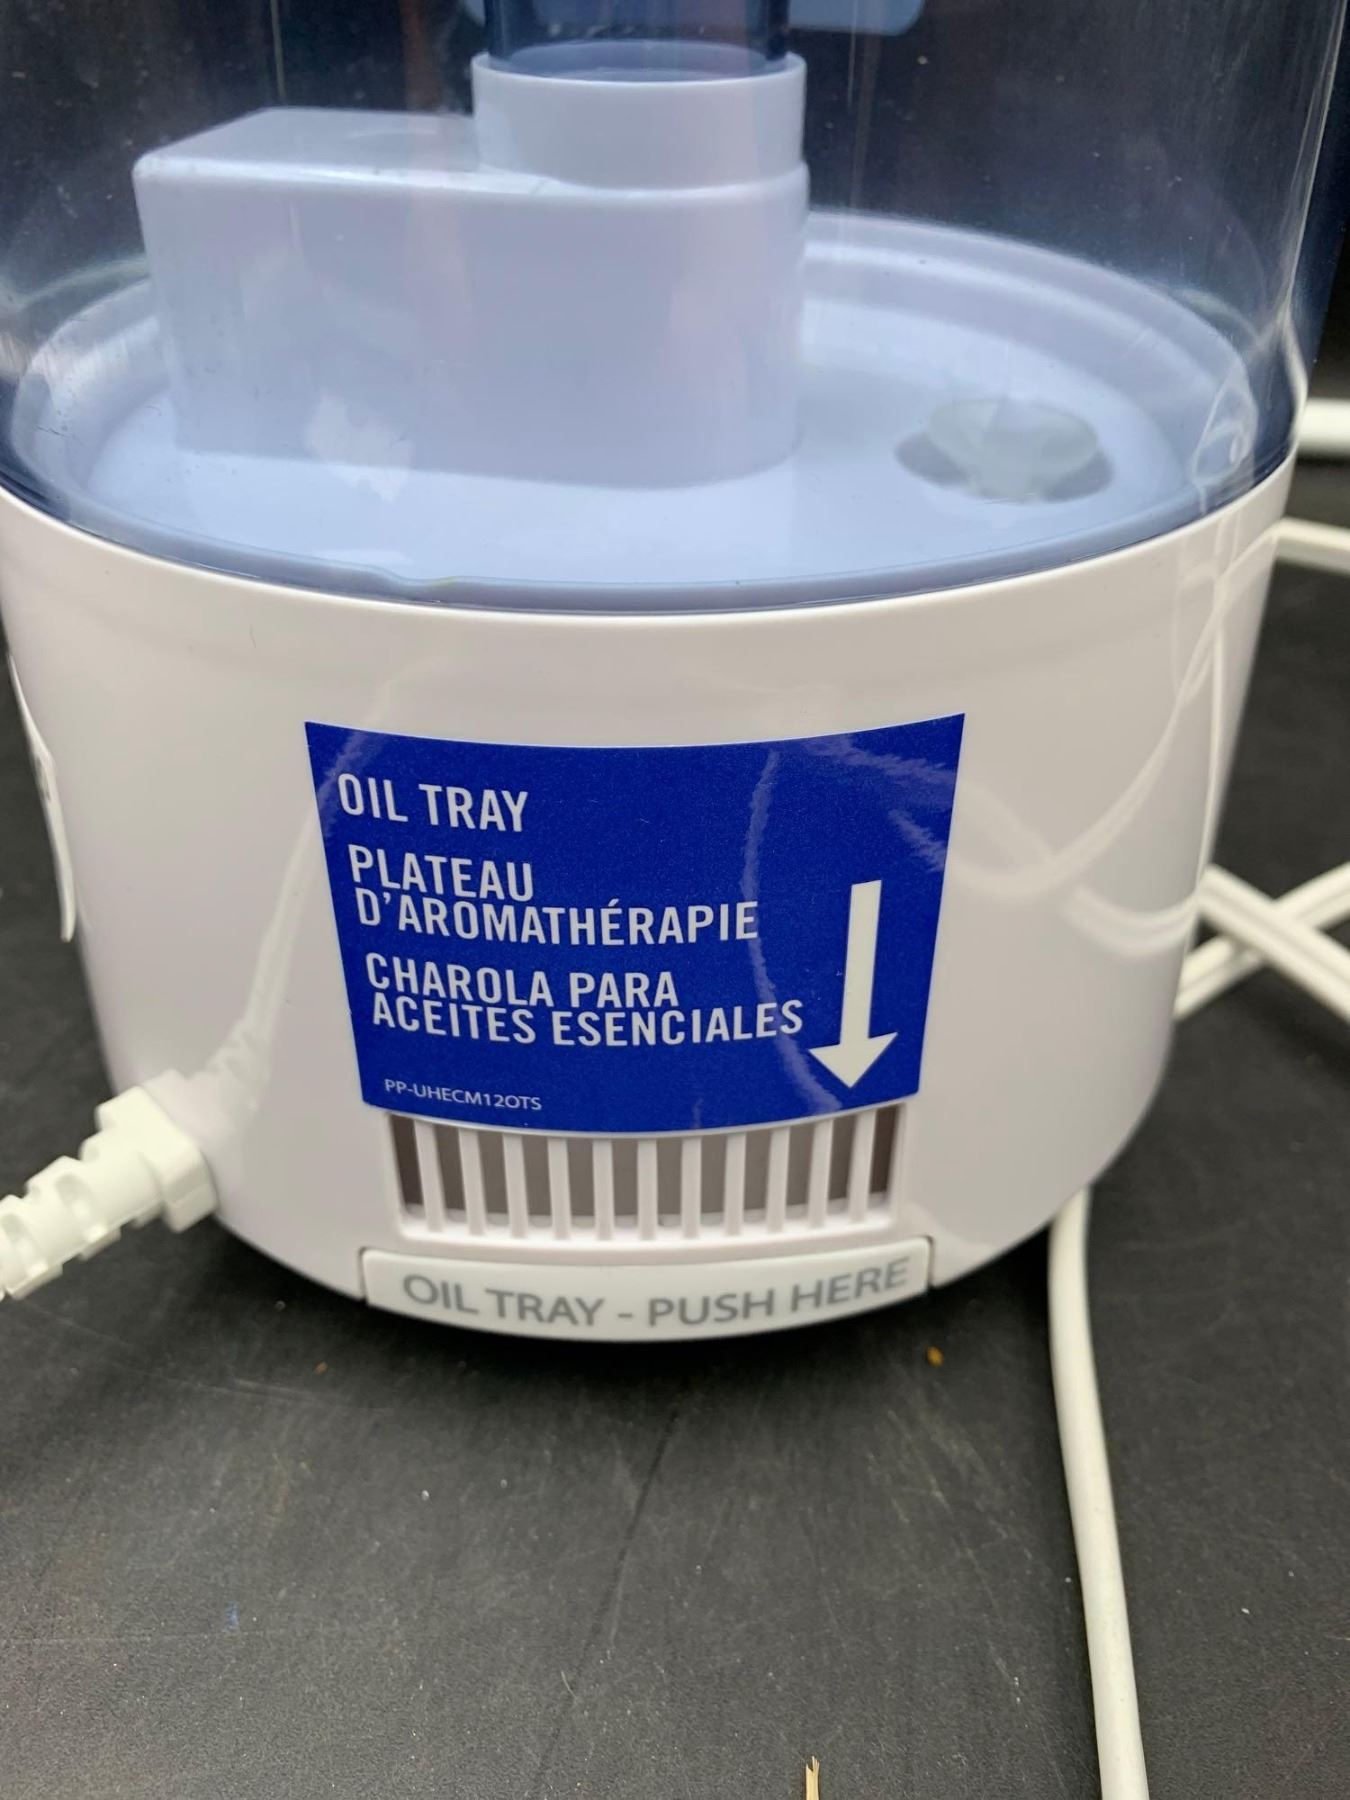 OIL TRAY
PLATEAU
D'AROMATHÉRAPIE
CHAROLA PARA
ACEITES ESENCIALES
PP-UHECM12OTS
OIL TRAY - PUSH HERE